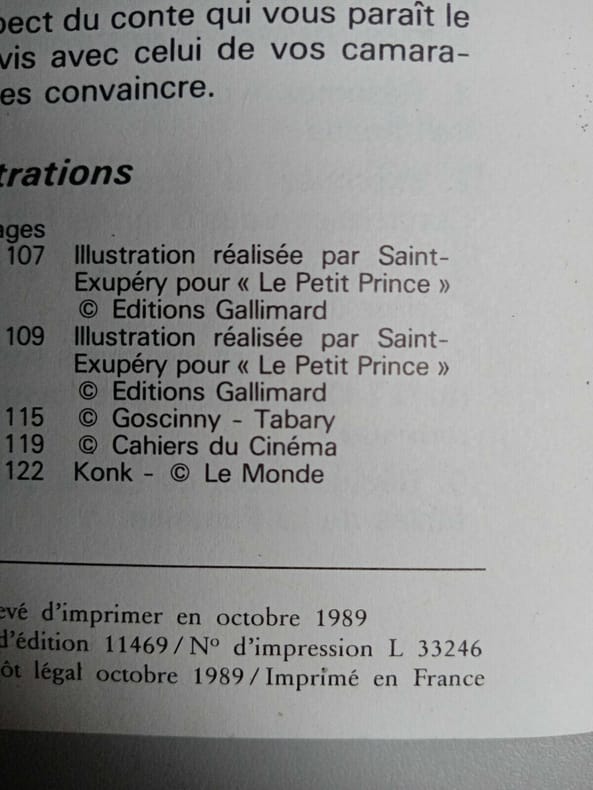 pect du conte qui vous paraît le
vis avec celui de vos camara-
es convaincre.
trations
ages
107 Illustration réalisée par Saint-
Exupéry pour « Le Petit Prince »
© Editions Gallimard
109 Illustration réalisée par Saint-
Exupéry pour « Le Petit Prince »
© Editions Gallimard
115 © Goscinny - Tabary
119 © Cahiers du Cinéma
122 Konk - © Le Monde
evé d'imprimer en octobre 1989
d'édition 11469 / Nº d'impression L 33246
ôt légal octobre 1989 / Imprimé en France